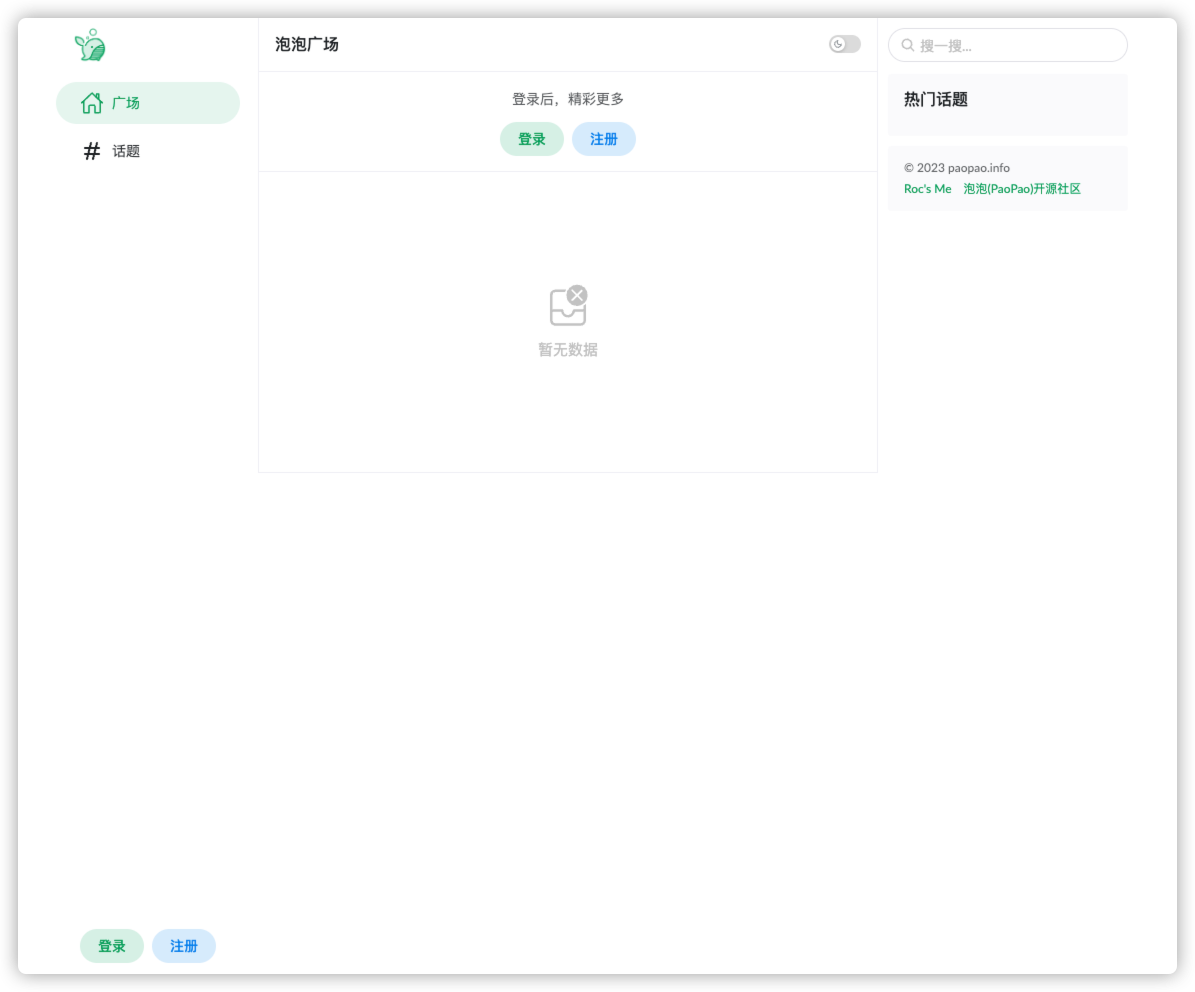 广场
# 话题
登录
注册
泡泡广场
登录后，精彩更多
登录
注册
暂无数据
搜一搜...
热门话题
© 2023 paopao.info
Roc's Me 泡泡(PaoPao)开源社区